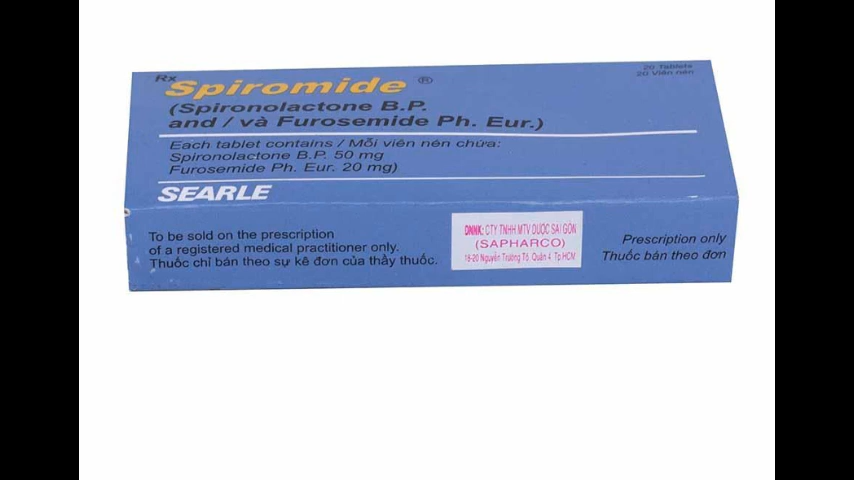 Rx
Spiromide ®
20 Tablets
20 Viên nén
(Spironolactone B.P.
and / và Furosemide Ph. Eur.)
Each tablet contains / Mỗi viên nén chứa:
Spironolactone B.P. 50 mg
Furosemide Ph. Eur. 20 mg)
SEARLE
To be sold on the prescription
of a registered medical practitioner only.
Thuốc chỉ bán theo sự kê đơn của thầy thuốc.
DNNK: CTY TNHH MTV DƯỢC SÀI GÒN
(SAPHARCO)
18-20 Nguyễn Trường Tộ, Quận 4 Tp.HCM
Prescription only
Thuốc bán theo đơn